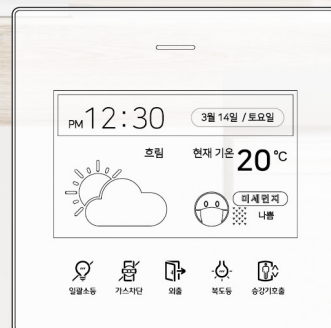 PM 12:30
3월 14일 / 토요일
흐림
현재 기온 20°C
미세먼지
나쁨
일괄소등
가스차단
외출
복도등
승강기호출